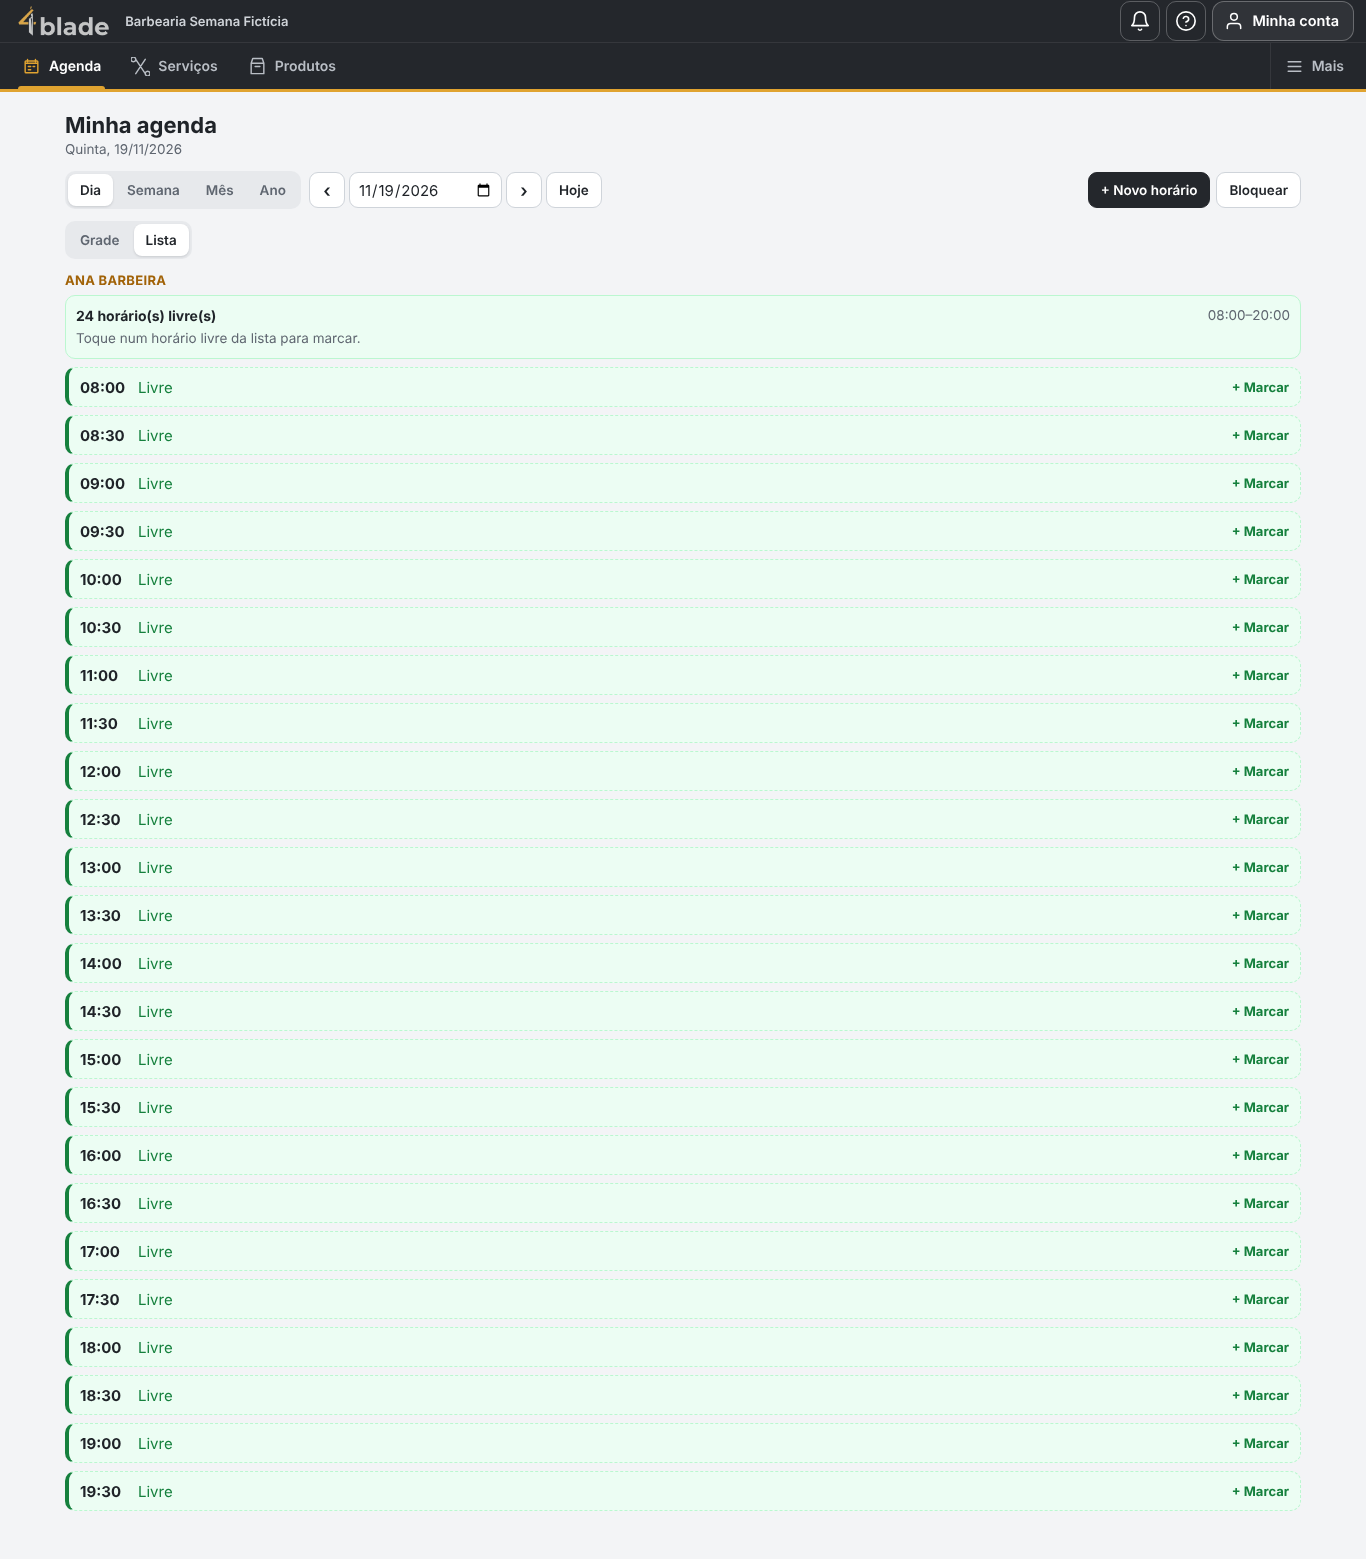 4blade
Barbearia Semana Fictícia
Minha conta
Agenda
Serviços
Produtos
Mais
Minha agenda
Quinta, 19/11/2026
Dia
Semana
Mês
Ano
‹
11/19/2026
›
Hoje
+ Novo horário
Bloquear
Grade
Lista
ANA BARBEIRA
24 horário(s) livre(s)
08:00–20:00
Toque num horário livre da lista para marcar.
08:00 Livre + Marcar
08:30 Livre + Marcar
09:00 Livre + Marcar
09:30 Livre + Marcar
10:00 Livre + Marcar
10:30 Livre + Marcar
11:00 Livre + Marcar
11:30 Livre + Marcar
12:00 Livre + Marcar
12:30 Livre + Marcar
13:00 Livre + Marcar
13:30 Livre + Marcar
14:00 Livre + Marcar
14:30 Livre + Marcar
15:00 Livre + Marcar
15:30 Livre + Marcar
16:00 Livre + Marcar
16:30 Livre + Marcar
17:00 Livre + Marcar
17:30 Livre + Marcar
18:00 Livre + Marcar
18:30 Livre + Marcar
19:00 Livre + Marcar
19:30 Livre + Marcar